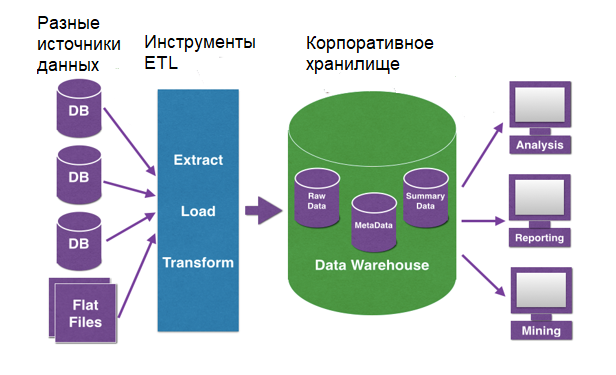 Разные
источники
данных
Инструменты
ETL
Корпоративное
хранилище
DB
DB
DB
Flat
Files
Extract
Load
Transform
Raw
Data
MetaData
Summary
Data
Data Warehouse
Analysis
Reporting
Mining